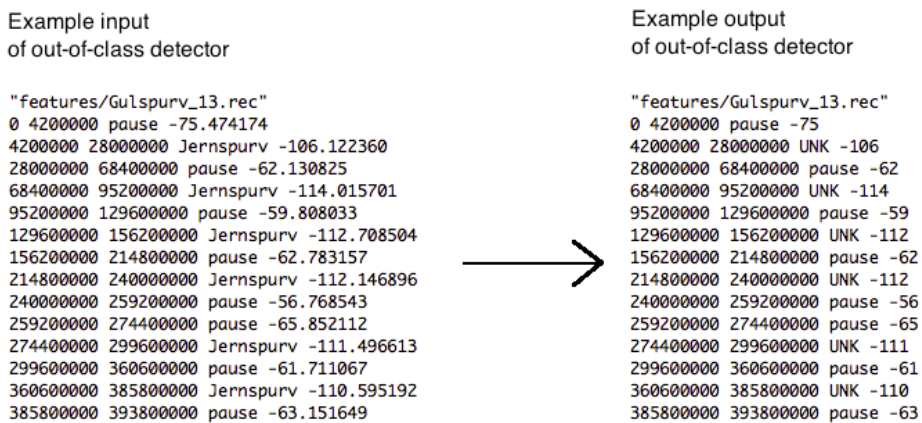 Example input
of out-of-class detector
"features/Gulspurv_13.rec"
0 4200000 pause -75.474174
4200000 28000000 Jernspurv -106.122360
28000000 68400000 pause -62.130825
68400000 95200000 Jernspurv -114.015701
95200000 129600000 pause -59.808033
129600000 156200000 Jernspurv -112.708504
156200000 214800000 pause -62.783157
214800000 240000000 Jernspurv -112.146896
240000000 259200000 pause -56.768543
259200000 274400000 pause -65.852112
274400000 299600000 Jernspurv -111.496613
299600000 360600000 pause -61.711067
360600000 385800000 Jernspurv -110.595192
385800000 393800000 pause -63.151649
Example output
of out-of-class detector
"features/Gulspurv_13.rec"
0 4200000 pause -75
4200000 28000000 UNK -106
28000000 68400000 pause -62
68400000 95200000 UNK -114
95200000 129600000 pause -59
129600000 156200000 UNK -112
156200000 214800000 pause -62
214800000 240000000 UNK -112
240000000 259200000 pause -56
259200000 274400000 pause -65
274400000 299600000 UNK -111
299600000 360600000 pause -61
360600000 385800000 UNK -110
385800000 393800000 pause -63